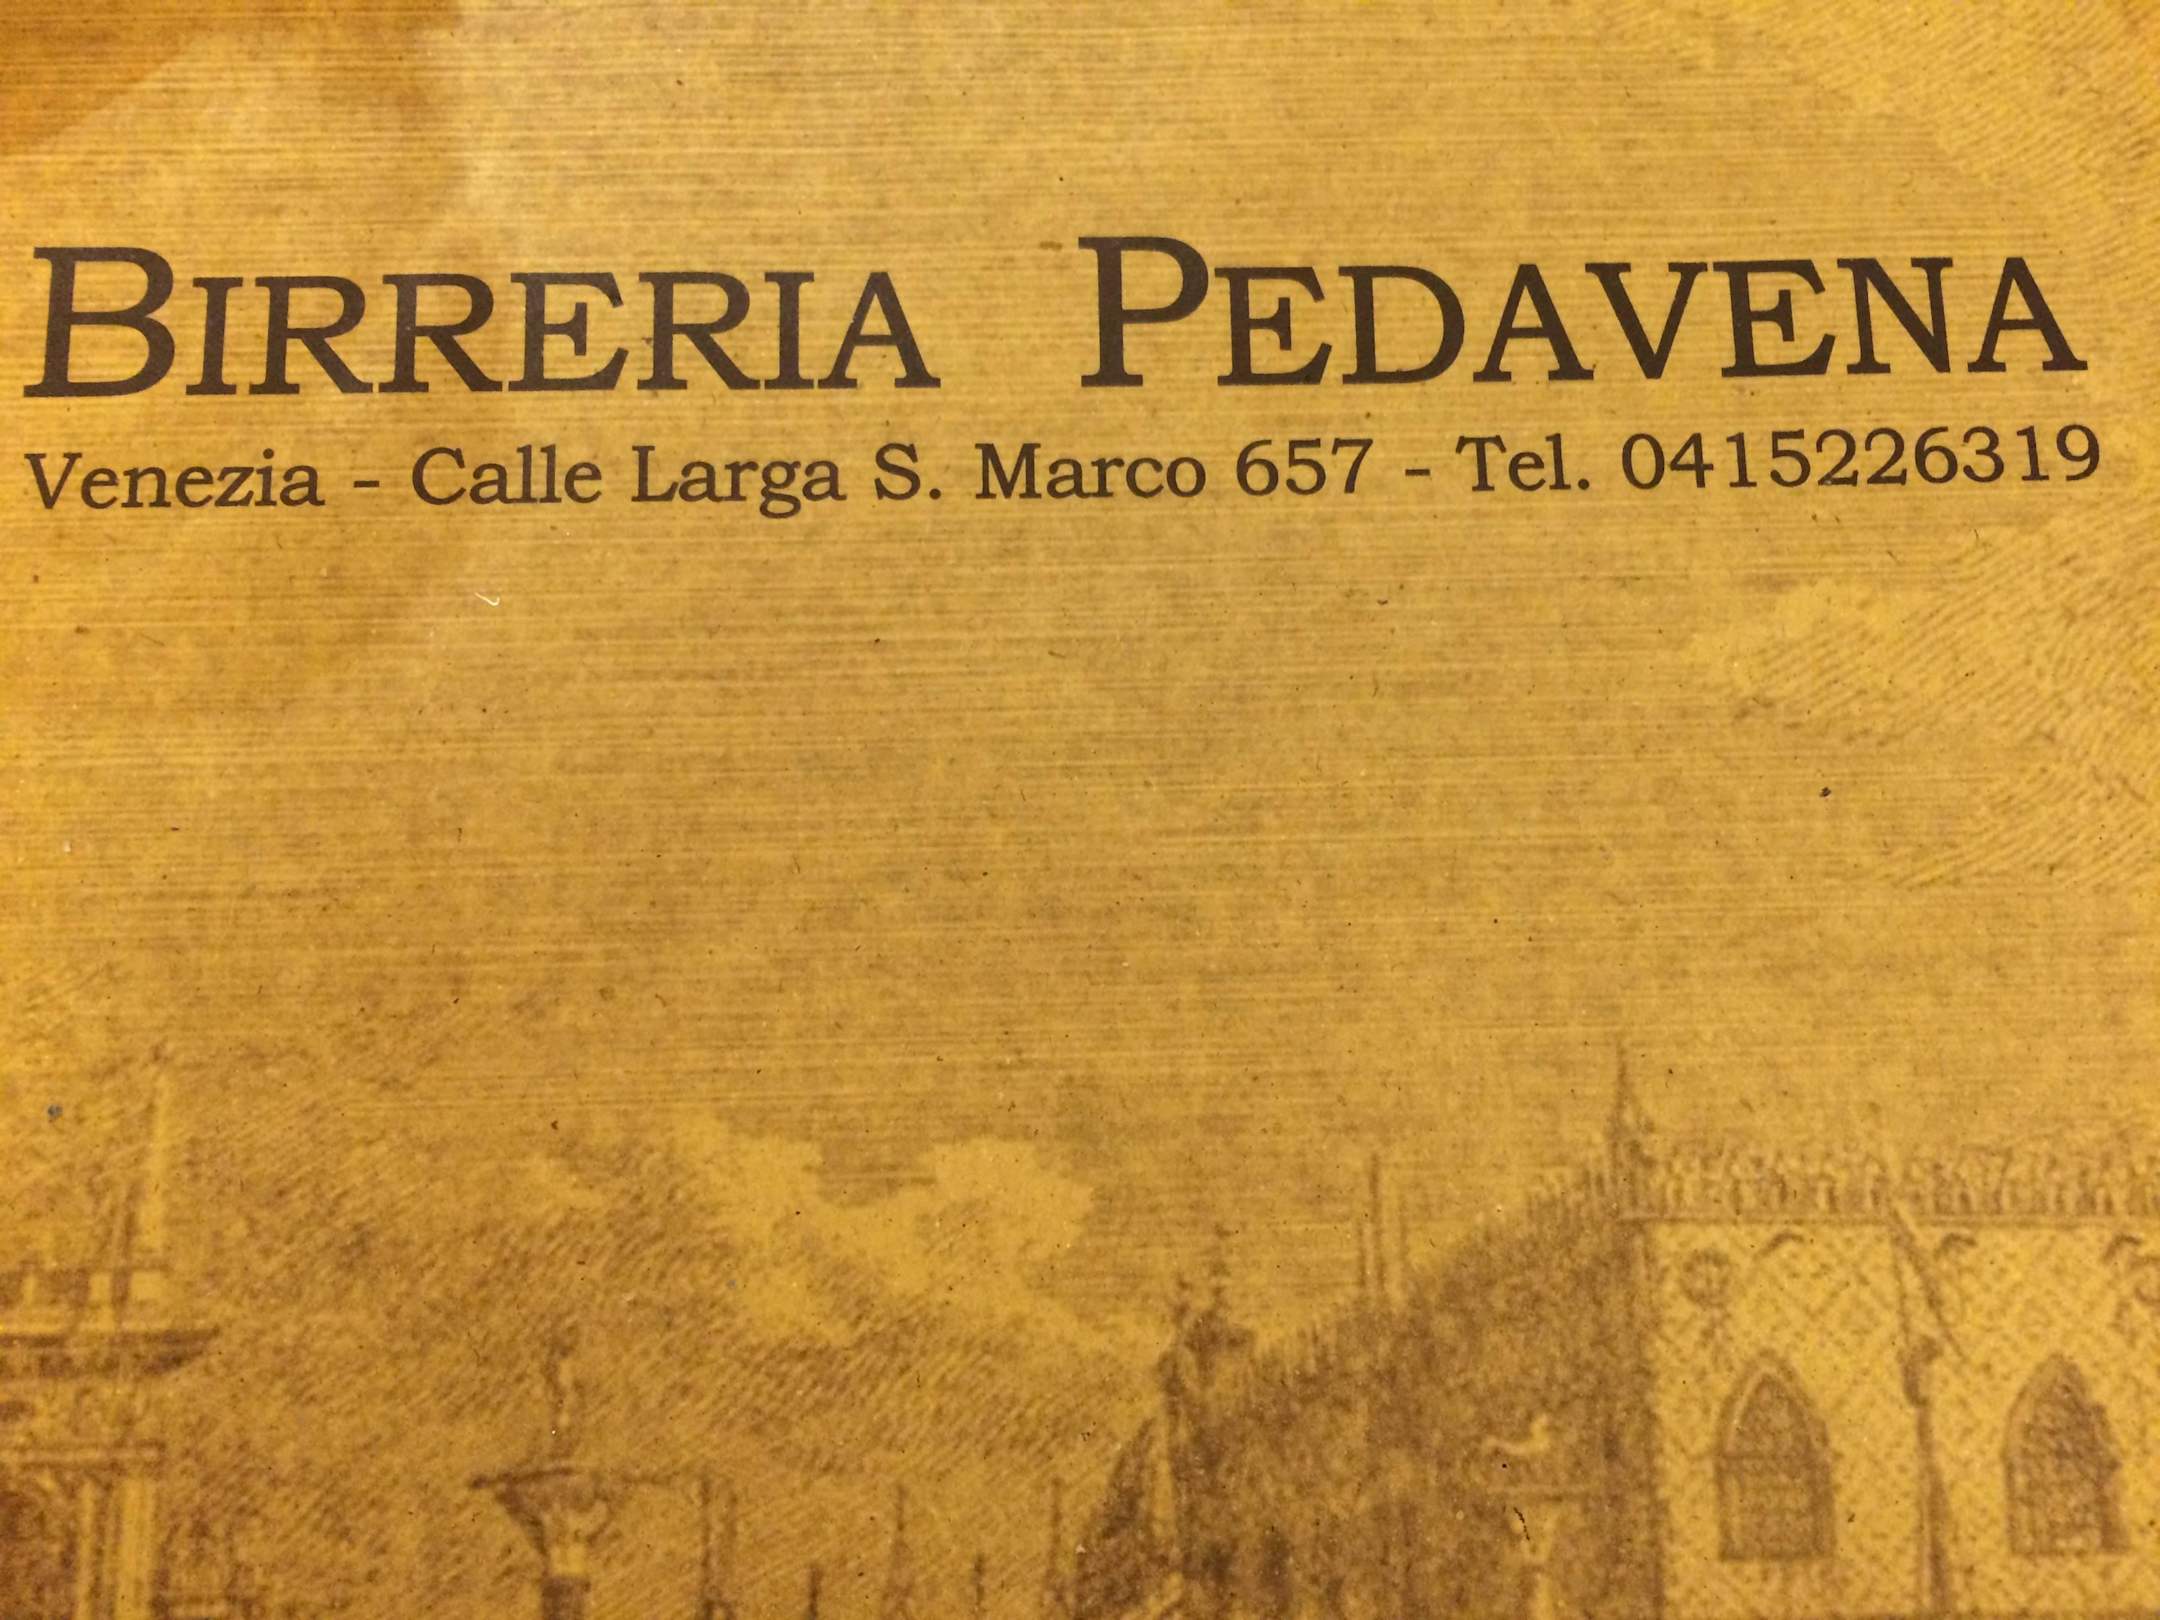 BIRRERIA PEDAVENA
Venezia - Calle Larga S. Marco 657 - Tel. 0415226319